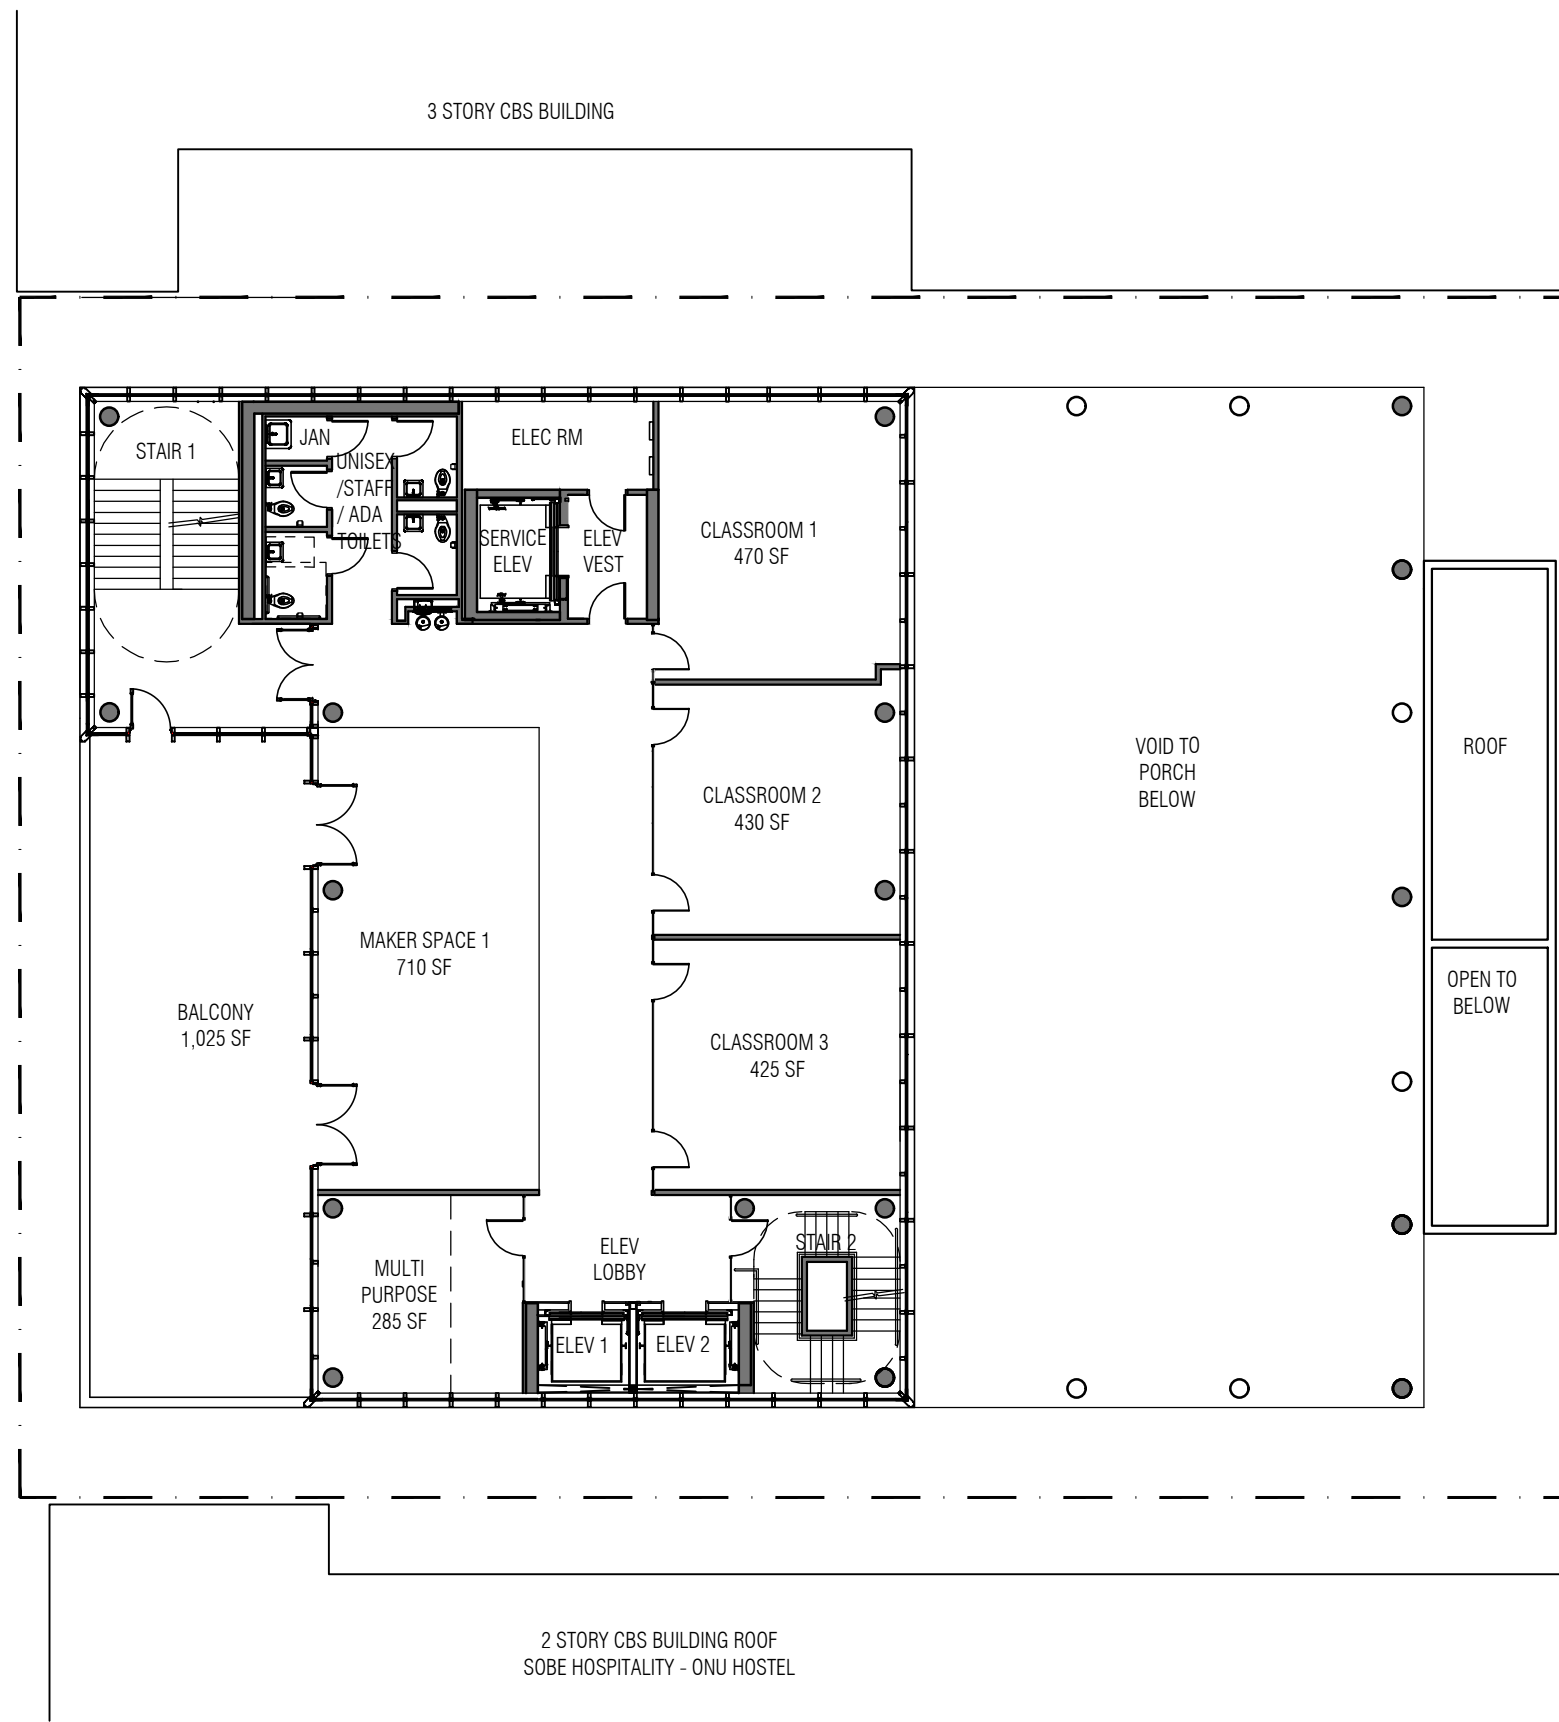 3 STORY CBS BUILDING
STAIR 1
JAN
UNISEX
/STAFF
/ ADA
TOILETS
ELEC RM
SERVICE
ELEV
ELEV
VEST
CLASSROOM 1
470 SF
CLASSROOM 2
430 SF
VOID TO
PORCH
BELOW
ROOF
MAKER SPACE 1
710 SF
BALCONY
1,025 SF
CLASSROOM 3
425 SF
OPEN TO
BELOW
MULTI
PURPOSE
285 SF
ELEV
LOBBY
STAIR 2
ELEV 1
ELEV 2
2 STORY CBS BUILDING ROOF
SOBE HOSPITALITY - ONU HOSTEL